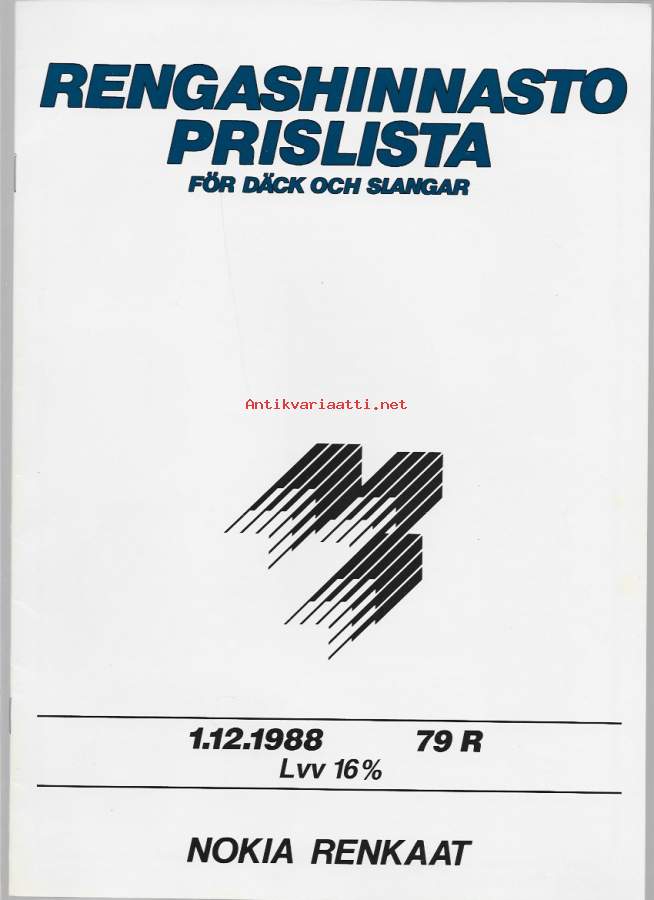 RENGASHINNASTO
PRISLISTA
FÖR DÄCK OCH SLANGAR
Antikvariaatti.net
1.12.1988 79 R
Lvv 16%
NOKIA RENKAAT